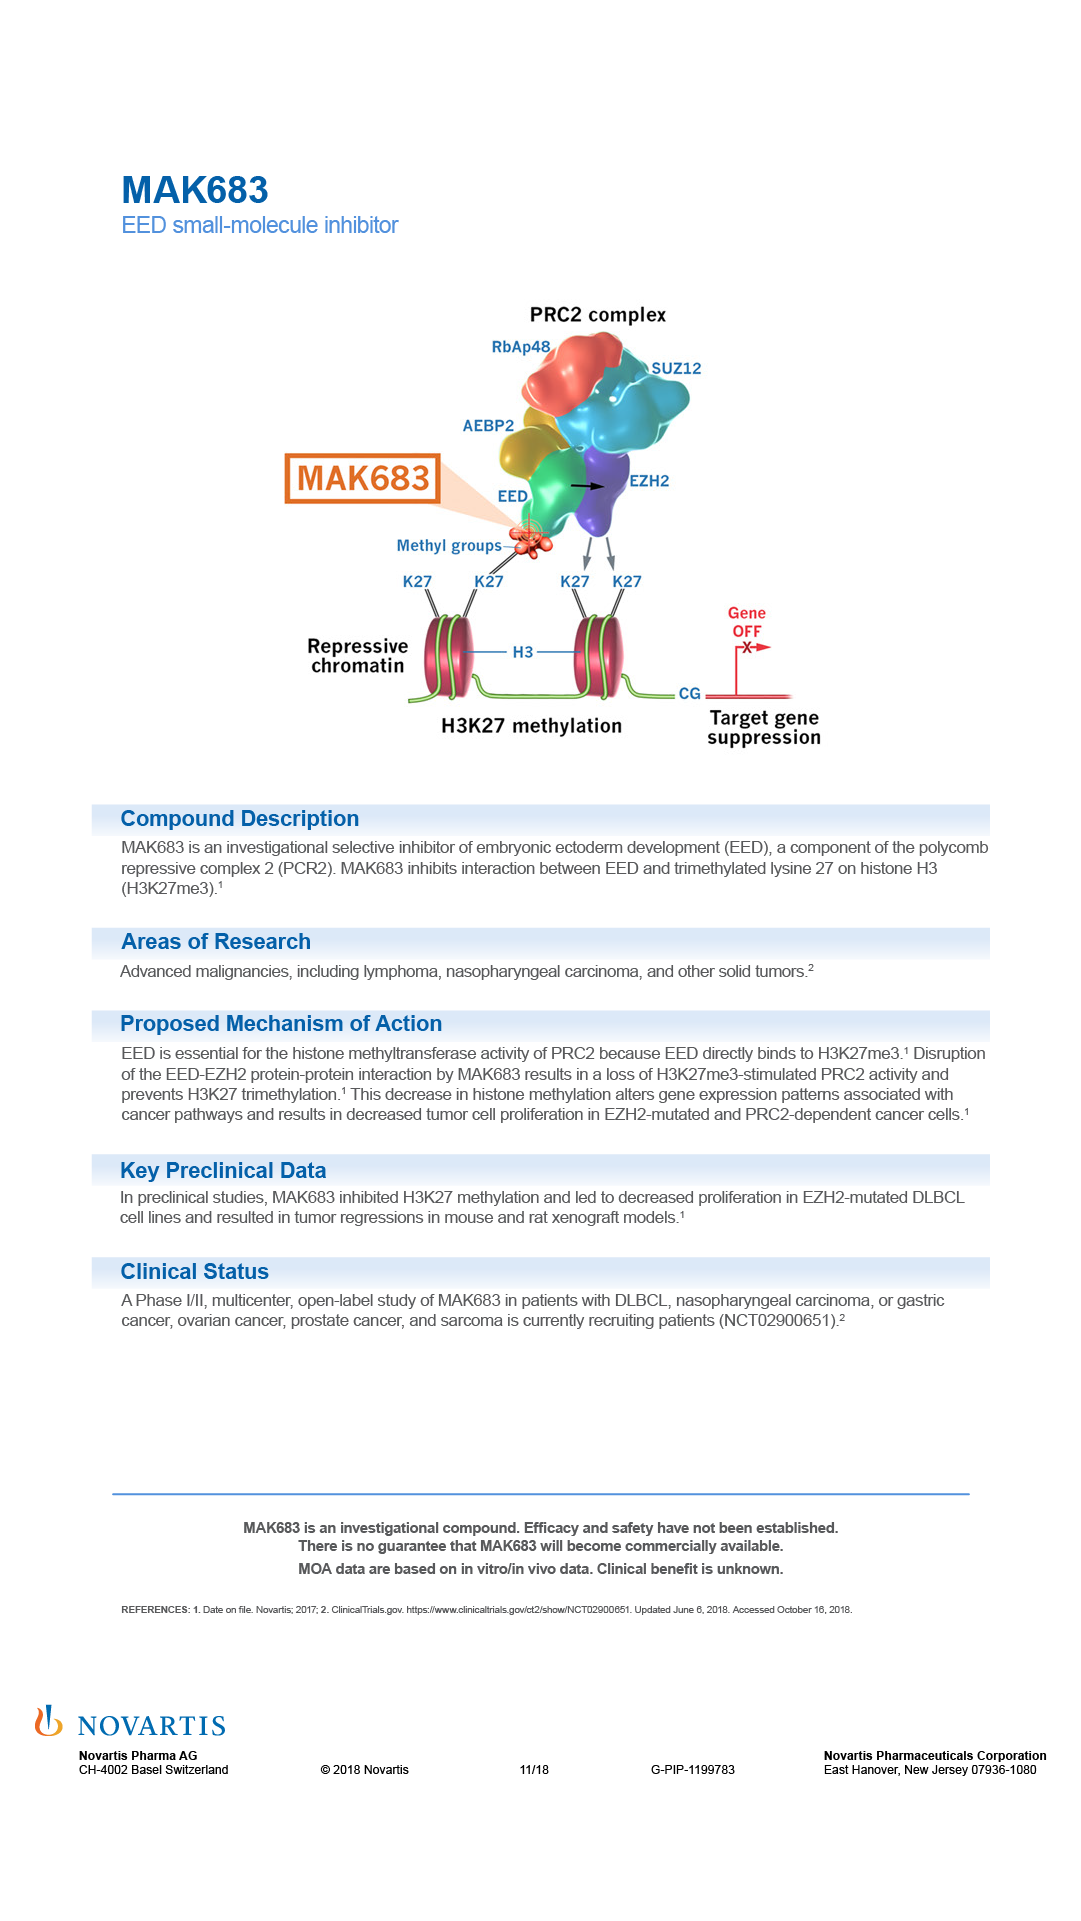 MAK683
EED small-molecule inhibitor
PRC2 complex
RbAp48
SUZ12
AEBP2
MAK683
EED
EZH2
Methyl groups
K27
K27
K27
K27
Gene
OFF
X
Repressive
chromatin
H3
CG
H3K27 methylation
Target gene
suppression
Compound Description
MAK683 is an investigational selective inhibitor of embryonic ectoderm development (EED), a component of the polycomb
repressive complex 2 (PCR2). MAK683 inhibits interaction between EED and trimethylated lysine 27 on histone H3
(H3K27me3).¹
Areas of Research
Advanced malignancies, including lymphoma, nasopharyngeal carcinoma, and other solid tumors.²
Proposed Mechanism of Action
EED is essential for the histone methyltransferase activity of PRC2 because EED directly binds to H3K27me3.¹ Disruption
of the EED-EZH2 protein-protein interaction by MAK683 results in a loss of H3K27me3-stimulated PRC2 activity and
prevents H3K27 trimethylation.¹ This decrease in histone methylation alters gene expression patterns associated with
cancer pathways and results in decreased tumor cell proliferation in EZH2-mutated and PRC2-dependent cancer cells.¹
Key Preclinical Data
In preclinical studies, MAK683 inhibited H3K27 methylation and led to decreased proliferation in EZH2-mutated DLBCL
cell lines and resulted in tumor regressions in mouse and rat xenograft models.¹
Clinical Status
A Phase I/II, multicenter, open-label study of MAK683 in patients with DLBCL, nasopharyngeal carcinoma, or gastric
cancer, ovarian cancer, prostate cancer, and sarcoma is currently recruiting patients (NCT02900651).²
MAK683 is an investigational compound. Efficacy and safety have not been established.
There is no guarantee that MAK683 will become commercially available.
MOA data are based on in vitro/in vivo data. Clinical benefit is unknown.
REFERENCES: 1. Date on file. Novartis; 2017; 2. ClinicalTrials.gov. https://www.clinicaltrials.gov/ct2/show/NCT02900651. Updated June 6, 2018. Accessed October 16, 2018.
NOVARTIS
Novartis Pharma AG
CH-4002 Basel Switzerland
© 2018 Novartis
11/18
G-PIP-1199783
Novartis Pharmaceuticals Corporation
East Hanover, New Jersey 07936-1080